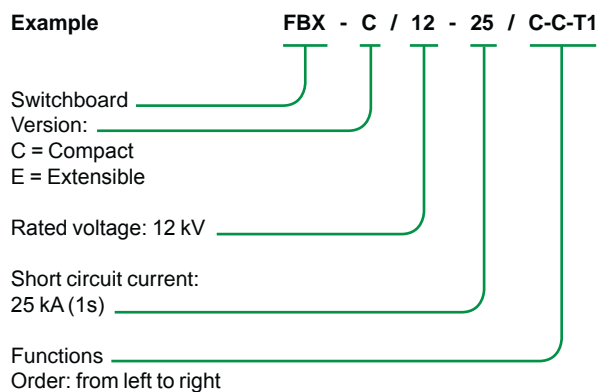 Example FBX - C / 12 - 25 / C-C-T1
Switchboard
Version:
C = Compact
E = Extensible
Rated voltage: 12 kV
Short circuit current:
25 kA (1s)
Functions
Order: from left to right